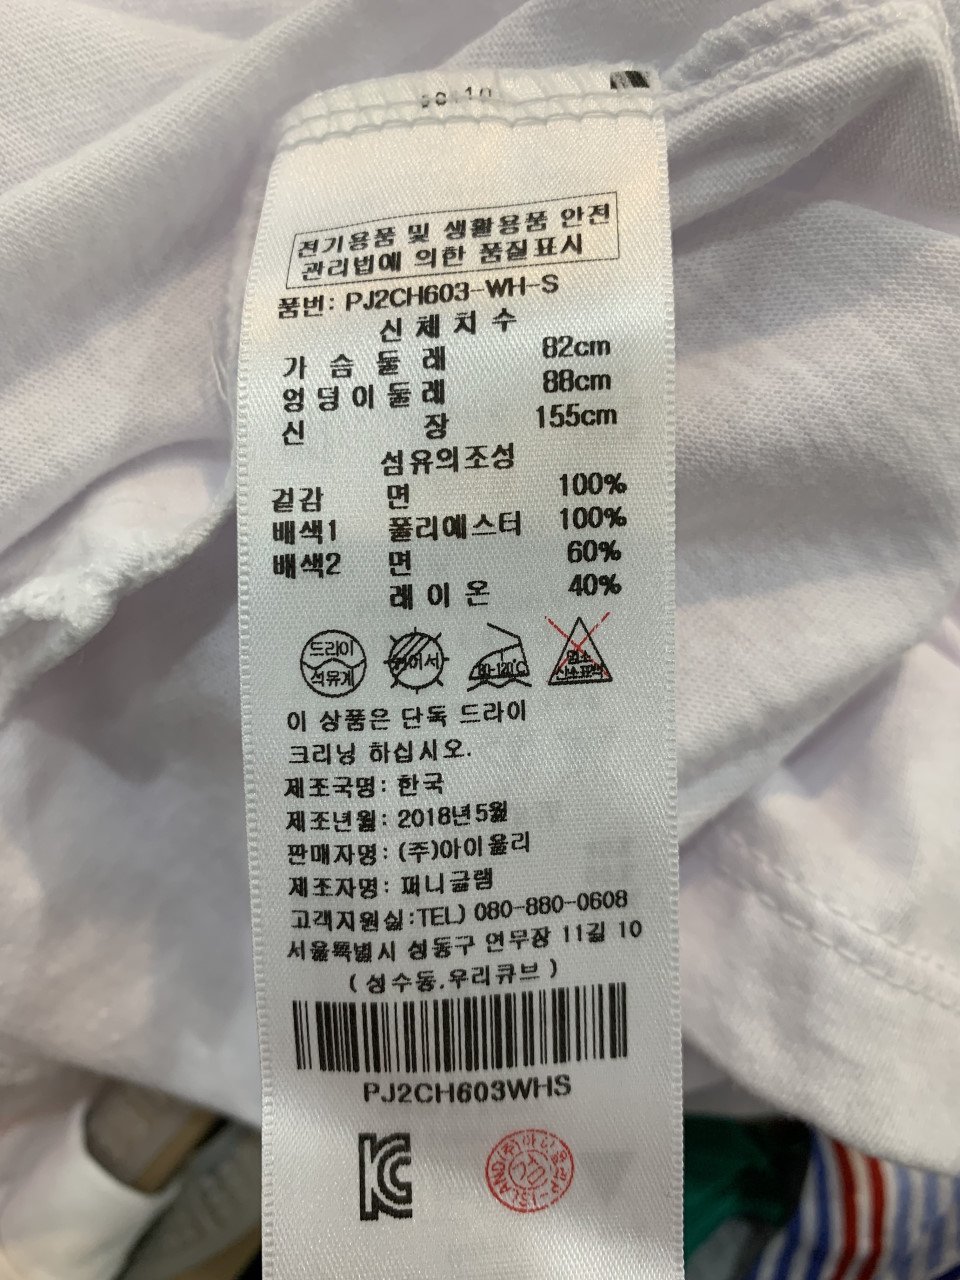 전기용품 및 생활용품 안전
관리법에 의한 품질표시
품번: PJ2CH603-WH-S
신체치수
가슴둘레 82cm
엉덩이둘레 88cm
신장 155cm
섬유의조성
겉감 면 100%
배색1 폴리에스터 100%
배색2 면 60%
레이온 40%
드라이
석유계
80-120℃
염소
산소표백
이 상품은 단독 드라이
크리닝 하십시오.
제조국명: 한국
제조년월: 2018년5월
판매자명: (주)아이올리
제조자명: 퍼니글램
고객지원실:TEL) 080-880-0608
서울특별시 성동구 연무장 11길 10
(성수동.우리큐브)
PJ2CH603WHS
KC